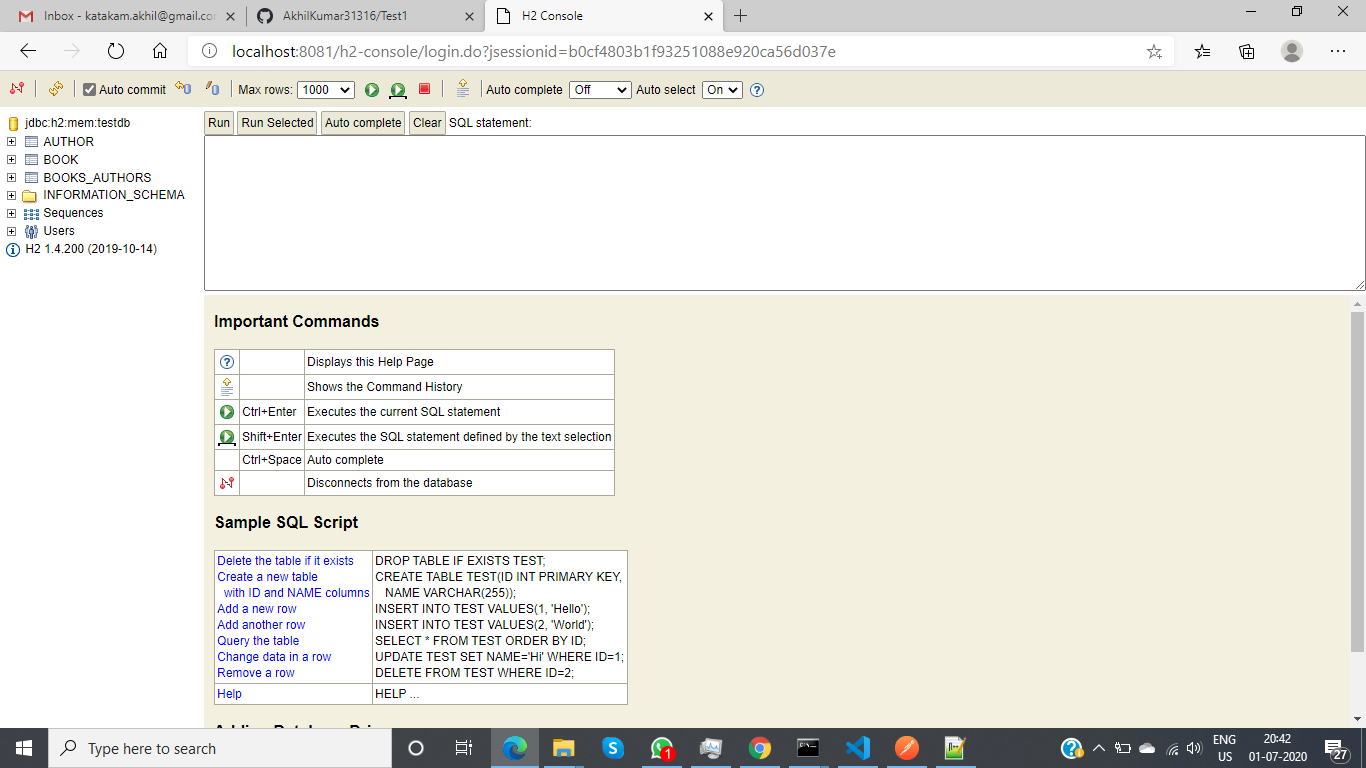 Inbox - katakam.akhil@gmail.cor
AkhilKumar31316/Test1
H2 Console
localhost:8081/h2-console/login.do?jsessionid=b0cf4803b1f93251088e920ca56d037e
Auto commit
Max rows: 1000
Auto complete Off
Auto select On
jdbc:h2:mem:testdb
AUTHOR
BOOK
BOOKS_AUTHORS
INFORMATION_SCHEMA
Sequences
Users
H2 1.4.200 (2019-10-14)
Run Run Selected Auto complete Clear SQL statement:
Important Commands
Displays this Help Page
Shows the Command History
Ctrl+Enter Executes the current SQL statement
Shift+Enter Executes the SQL statement defined by the text selection
Ctrl+Space Auto complete
Disconnects from the database
Sample SQL Script
Delete the table if it exists DROP TABLE IF EXISTS TEST;
Create a new table CREATE TABLE TEST(ID INT PRIMARY KEY,
with ID and NAME columns NAME VARCHAR(255));
Add a new row INSERT INTO TEST VALUES(1, 'Hello');
Add another row INSERT INTO TEST VALUES(2, 'World');
Query the table SELECT * FROM TEST ORDER BY ID;
Change data in a row UPDATE TEST SET NAME='Hi' WHERE ID=1;
Remove a row DELETE FROM TEST WHERE ID=2;
Help HELP ...
Type here to search
1
ENG
US
20:42
01-07-2020
27